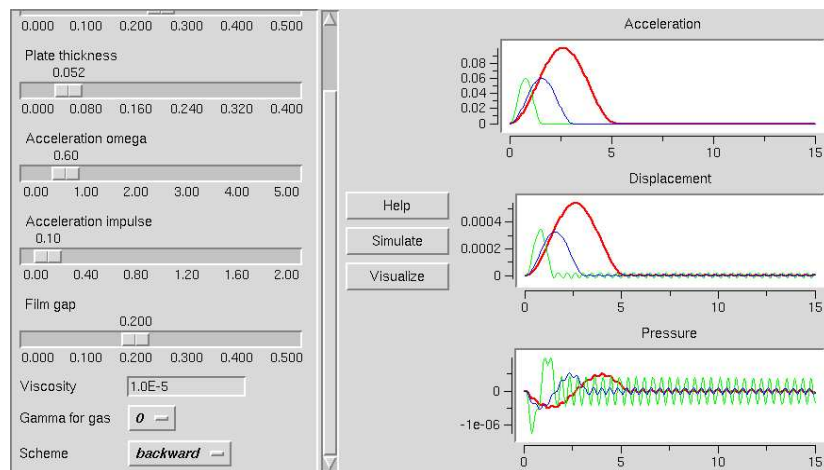 0.000 0.100 0.200 0.300 0.400 0.500
Plate thickness
0.052
0.000 0.080 0.160 0.240 0.320 0.400
Acceleration omega
0.60
0.00 1.00 2.00 3.00 4.00 5.00
Acceleration impulse
0.10
0.00 0.40 0.80 1.20 1.60 2.00
Film gap
0.200
0.000 0.100 0.200 0.300 0.400 0.500
Viscosity 1.0E-5
Gamma for gas 0
Scheme backward
Help
Simulate
Visualize
Acceleration
0.08
0.06
0.04
0.02
0
0 5 10 15
Displacement
0.0004
0.0002
0
0 5 10 15
Pressure
0
-1e-06
0 5 10 15